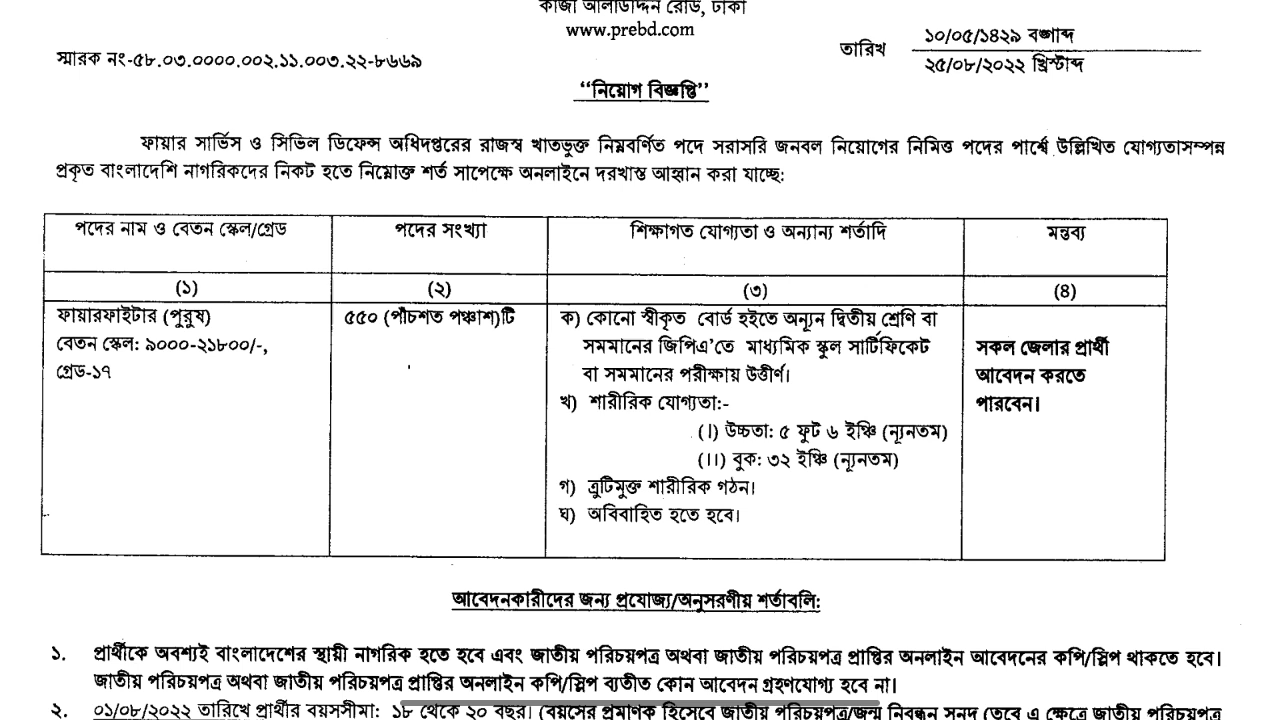 কাজী আলাউদ্দিন রোড, ঢাকা
www.prebd.com
স্মারক নং-৫৮.০৩.০০০০.০০২.১১.০০৩.২২-৮৬৬৯
তারিখ
১০/০৫/১৪২৯ বঙ্গাব্দ
২৫/০৮/২০২২ খ্রিস্টাব্দ
“নিয়োগ বিজ্ঞপ্তি”
ফায়ার সার্ভিস ও সিভিল ডিফেন্স অধিদপ্তরের রাজস্ব খাতভুক্ত নিম্নবর্ণিত পদে সরাসরি জনবল নিয়োগের নিমিত্ত পদের পার্শ্বে উল্লিখিত যোগ্যতাসম্পন্ন
প্রকৃত বাংলাদেশি নাগরিকদের নিকট হতে নিম্নোক্ত শর্ত সাপেক্ষে অনলাইনে দরখাস্ত আহ্বান করা যাচ্ছে:
পদের নাম ও বেতন স্কেল/গ্রেড
পদের সংখ্যা
শিক্ষাগত যোগ্যতা ও অন্যান্য শর্তাদি
মন্তব্য
(১)
(২)
(৩)
(৪)
ফায়ারফাইটার (পুরুষ)
বেতন স্কেল: ৯০০০-২১৮০০/-,
গ্রেড-১৭
৫৫০ (পাঁচশত পঞ্চাশ)টি
ক) কোনো স্বীকৃত বোর্ড হইতে অন্যূন দ্বিতীয় শ্রেণি বা
সমমানের জিপিএ'তে মাধ্যমিক স্কুল সার্টিফিকেট
বা সমমানের পরীক্ষায় উত্তীর্ণ।
খ) শারীরিক যোগ্যতা:-
(I) উচ্চতা: ৫ ফুট ৬ ইঞ্চি (ন্যূনতম)
(II) বুক: ৩২ ইঞ্চি (ন্যূনতম)
গ) ত্রুটিমুক্ত শারীরিক গঠন।
ঘ) অবিবাহিত হতে হবে।
সকল জেলার প্রার্থী
আবেদন করতে
পারবেন।
আবেদনকারীদের জন্য প্রযোজ্য/অনুসরণীয় শর্তাবলি:
১. প্রার্থীকে অবশ্যই বাংলাদেশের স্থায়ী নাগরিক হতে হবে এবং জাতীয় পরিচয়পত্র অথবা জাতীয় পরিচয়পত্র প্রাপ্তির অনলাইন আবেদনের কপি/স্লিপ থাকতে হবে।
জাতীয় পরিচয়পত্র অথবা জাতীয় পরিচয়পত্র প্রাপ্তির অনলাইন কপি/স্লিপ ব্যতীত কোন আবেদন গ্রহণযোগ্য হবে না।
২. ০১/০৮/২০২২ তারিখে প্রার্থীর বয়সসীমা: ১৮ থেকে ২০ বছর। (বয়সের প্রমাণক হিসেবে জাতীয় পরিচয়পত্র/জন্ম নিবন্ধন সনদ (তবে এ ক্ষেত্রে জাতীয় পরিচয়পত্র